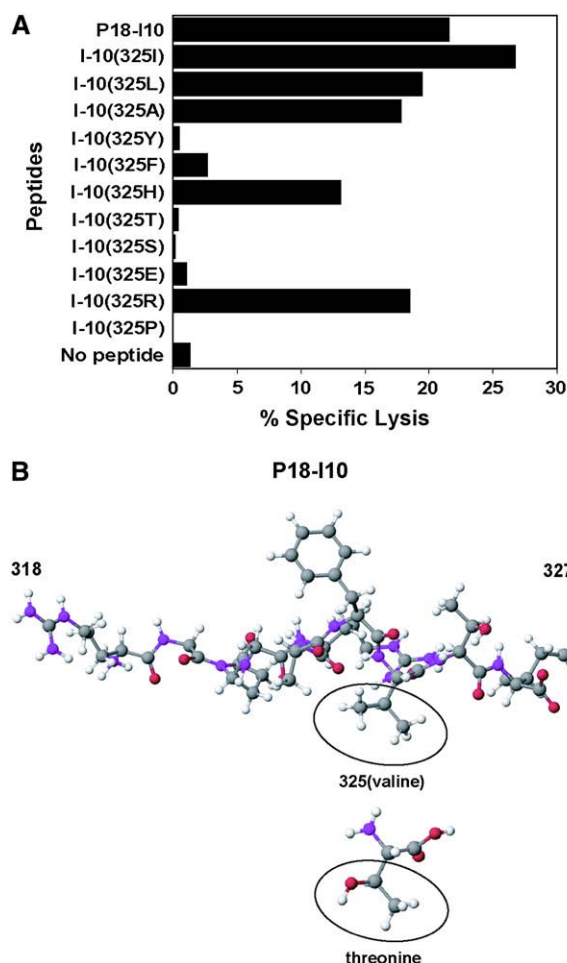 A
Peptides
P18-I10
I-10(325I)
I-10(325L)
I-10(325A)
I-10(325Y)
I-10(325F)
I-10(325H)
I-10(325T)
I-10(325S)
I-10(325E)
I-10(325R)
I-10(325P)
No peptide
0 5 10 15 20 25 30
% Specific Lysis
B
P18-I10
318 327
325(valine)
threonine